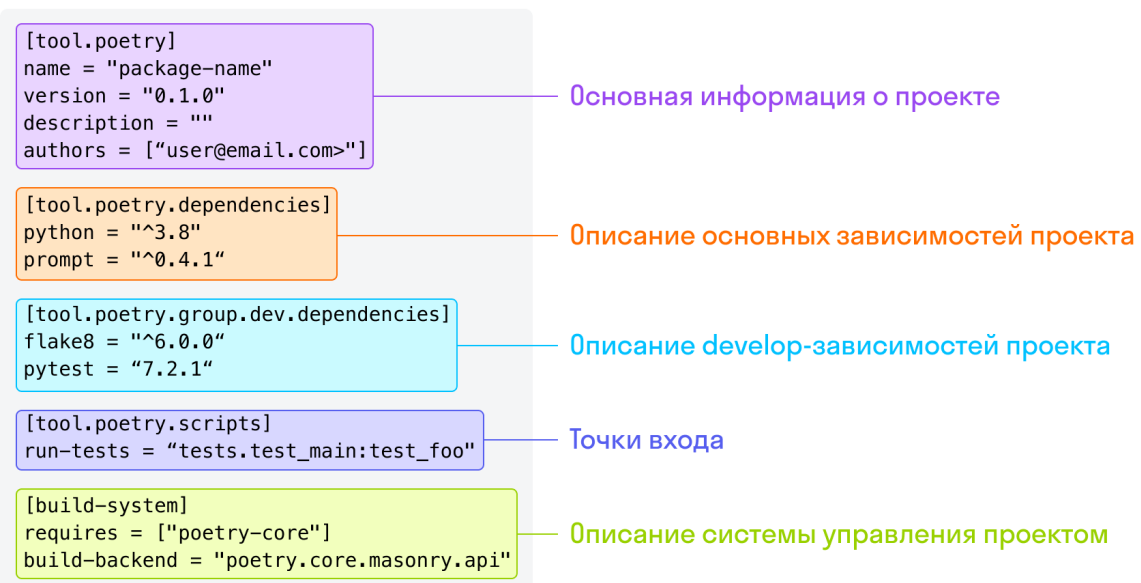 [tool.poetry]
name = "package-name"
version = "0.1.0"
description = ""
authors = [“user@email.com>"]
Основная информация о проекте
[tool.poetry.dependencies]
python = "^3.8"
prompt = "^0.4.1“
Описание основных зависимостей проекта
[tool.poetry.group.dev.dependencies]
flake8 = "^6.0.0“
pytest = “7.2.1“
Описание develop-зависимостей проекта
[tool.poetry.scripts]
run-tests = “tests.test_main:test_foo"
Точки входа
[build-system]
requires = ["poetry-core"]
build-backend = "poetry.core.masonry.api"
Описание системы управления проектом